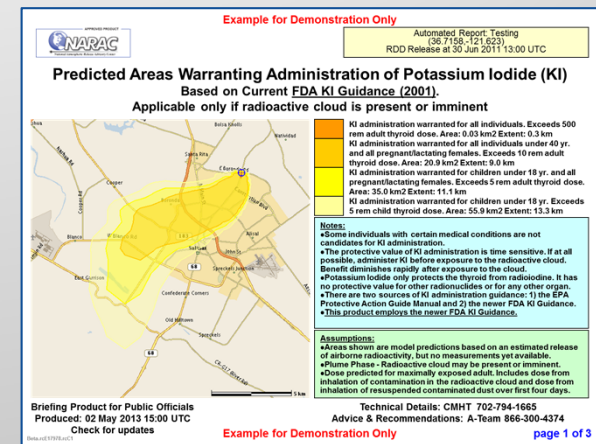 Example for Demonstration Only
NARAC
Automated Report: Testing
(36.7158,-121.623)
RDD Release at 30 Jun 2011 13:00 UTC
Predicted Areas Warranting Administration of Potassium Iodide (KI)
Based on Current FDA KI Guidance (2001).
Applicable only if radioactive cloud is present or imminent
KI administration warranted for all individuals. Exceeds 500
rem adult thyroid dose. Area: 0.03 km2 Extent: 0.3 km
KI administration warranted for all individuals under 40 yr.
and all pregnant/lactating females. Exceeds 10 rem adult
thyroid dose. Area: 20.9 km2 Extent: 9.0 km
KI administration warranted for children under 18 yr. and all
pregnant/lactating females. Exceeds 5 rem adult thyroid dose.
Area: 35.0 km2 Extent: 11.1 km
KI administration warranted for children under 18 yr. Exceeds
5 rem child thyroid dose. Area: 55.9 km2 Extent: 13.3 km
Santa Rita
Natividad
Cooper
Blanco
Alisal
Spreckels Junction
Confederate Corners
Old Hilltown
Spreckels
68
68
5 km
Notes:
●Some individuals with certain medical conditions are not
candidates for KI administration.
●The protective value of KI administration is time sensitive. If at all
possible, administer KI before exposure to the radioactive cloud.
Benefit diminishes rapidly after exposure to the cloud.
●Potassium Iodide only protects the thyroid from radioiodine. It has
no protective value for other radionuclides or for any other organ.
●There are two sources of KI administration guidance: 1) the EPA
Protective Action Guide Manual and 2) the newer FDA KI Guidance.
●This product employs the newer FDA KI Guidance.
Assumptions:
●Areas shown are model predictions based on an estimated release
of airborne radioactivity, but no measurements yet available.
●Plume Phase - Radioactive cloud may be present or imminent.
●Dose predicted for maximally exposed adult. Includes dose from
inhalation of contamination in the radioactive cloud and dose from
inhalation of resuspended contaminated dust over first four days.
Briefing Product for Public Officials
Produced: 02 May 2013 15:00 UTC
Check for updates
Technical Details: CMHT 702-794-1665
Advice & Recommendations: A-Team 866-300-4374
Example for Demonstration Only
page 1 of 3